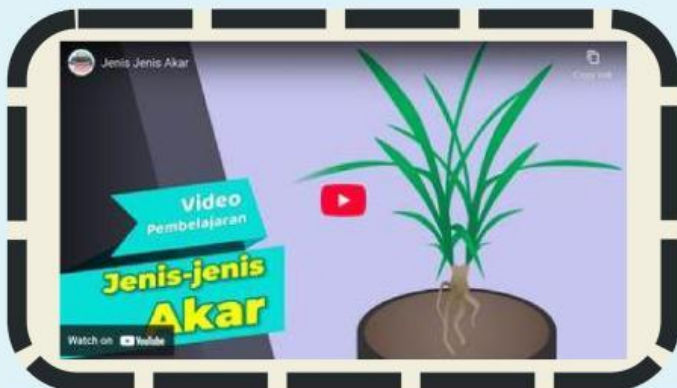 Jenis Jenis Akar
Copy link
Video
Pembelajaran
Jenis-jenis
Akar
Watch on YouTube